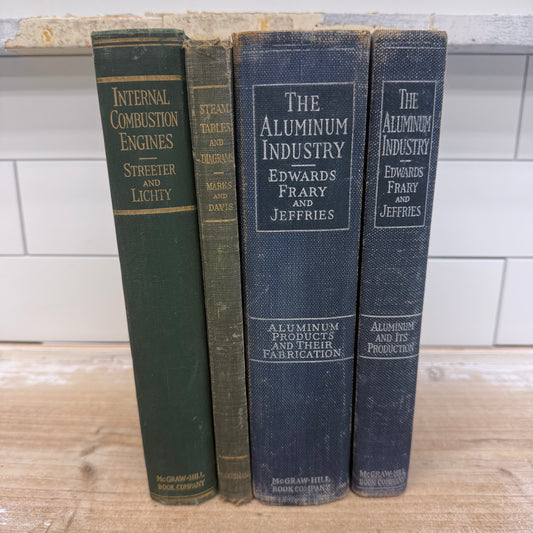 INTERNAL
COMBUSTION
ENGINES
STREETER
AND
LICHTY
MCGRAW-HILL
BOOK COMPANY
STEAM
TABLES
AND
DIAGRAMS
MARKS
AND
DAVIS
THE
ALUMINUM
INDUSTRY
EDWARDS
FRARY
AND
JEFFRIES
ALUMINUM
PRODUCTS
AND THEIR
FABRICATION
MCGRAW-HILL
BOOK COMPANY
THE
ALUMINUM
INDUSTRY
EDWARDS
FRARY
AND
JEFFRIES
ALUMINUM
AND ITS
PRODUCTION
MCGRAW-HILL
BOOK COMPANY